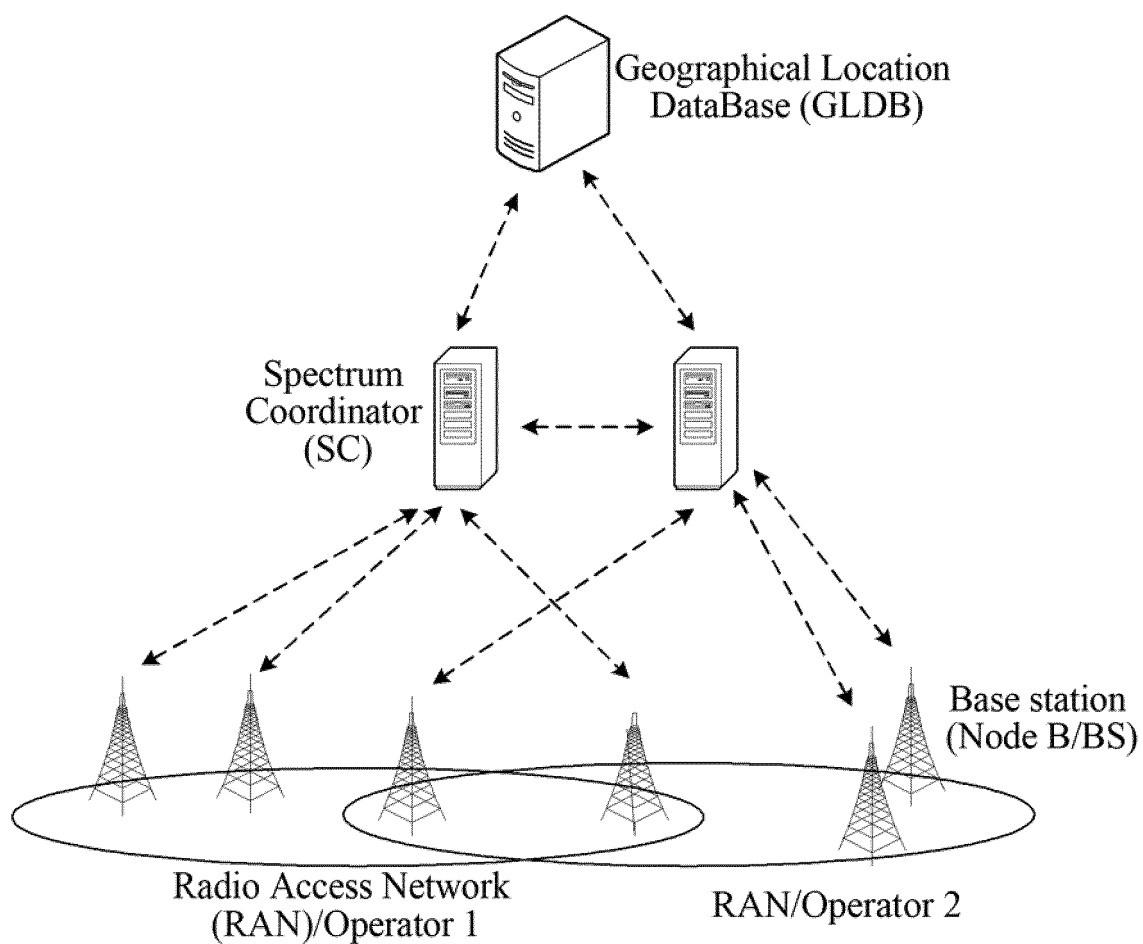 Geographical Location
DataBase (GLDB)
Spectrum
Coordinator
(SC)
Base station
(Node B/BS)
Radio Access Network
(RAN)/Operator 1
RAN/Operator 2